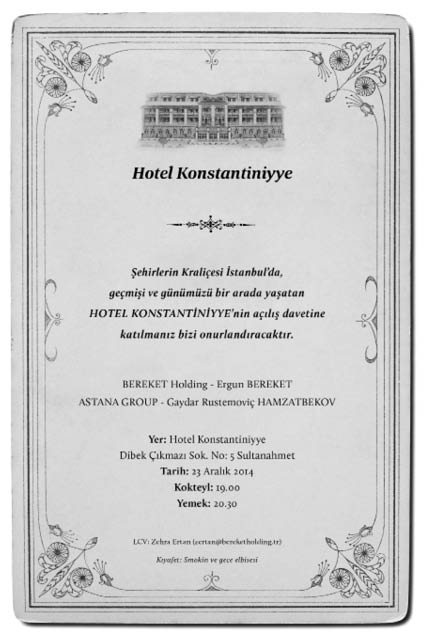 Hotel Konstantiniyye
Şehirlerin Kraliçesi İstanbul'da,
geçmişi ve günümüzü bir arada yaşatan
HOTEL KONSTANTİNİYYE'nin açılış davetine
katılmanız bizi onurlandıracaktır.
BEREKET Holding - Ergun BEREKET
ASTANA GROUP - Gaydar Rustemoviç HAMZATBEKOV
Yer: Hotel Konstantiniyye
Dibek Çıkmazı Sok. No: 5 Sultanahmet
Tarih: 23 Aralık 2014
Kokteyl: 19.00
Yemek: 20.30
LCV: Zehra Ertan (eertan@bereketholding.tr)
Kıyafet: Smokin ve gece elbisesi